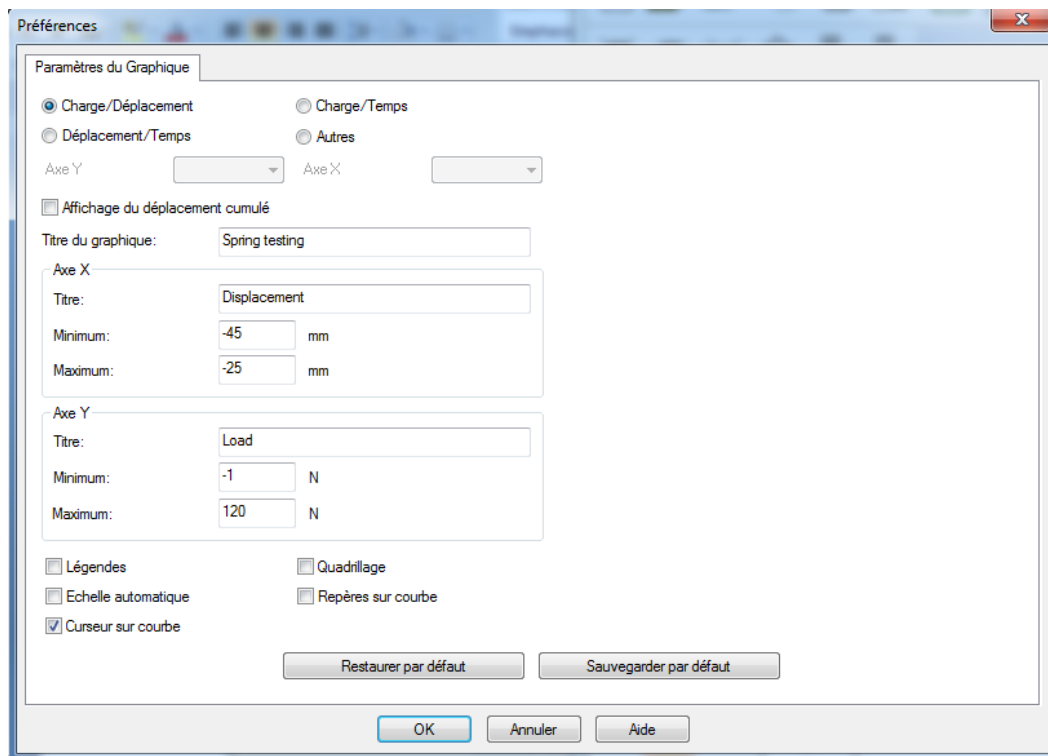 Préférences
Paramètres du Graphique
Charge/Déplacement Charge/Temps
Déplacement/Temps Autres
Axe Y Axe X
Affichage du déplacement cumulé
Titre du graphique: Spring testing
Axe X
Titre: Displacement
Minimum: -45 mm
Maximum: -25 mm
Axe Y
Titre: Load
Minimum: -1 N
Maximum: 120 N
Légendes Quadrillage
Echelle automatique Repères sur courbe
Curseur sur courbe
Restaurer par défaut Sauvegarder par défaut
OK Annuler Aide